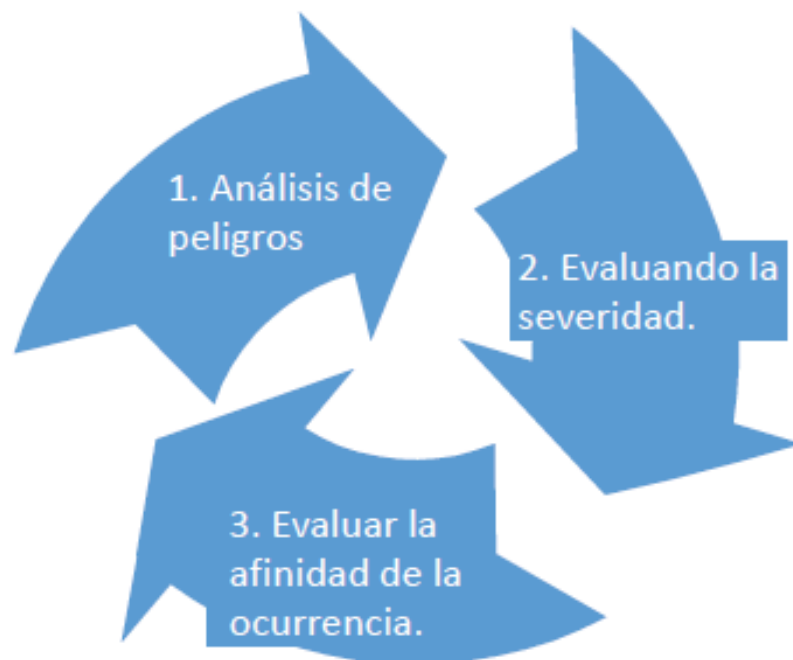 1. Análisis de
peligros
2. Evaluando la
severidad.
3. Evaluar la
afinidad de la
ocurrencia.